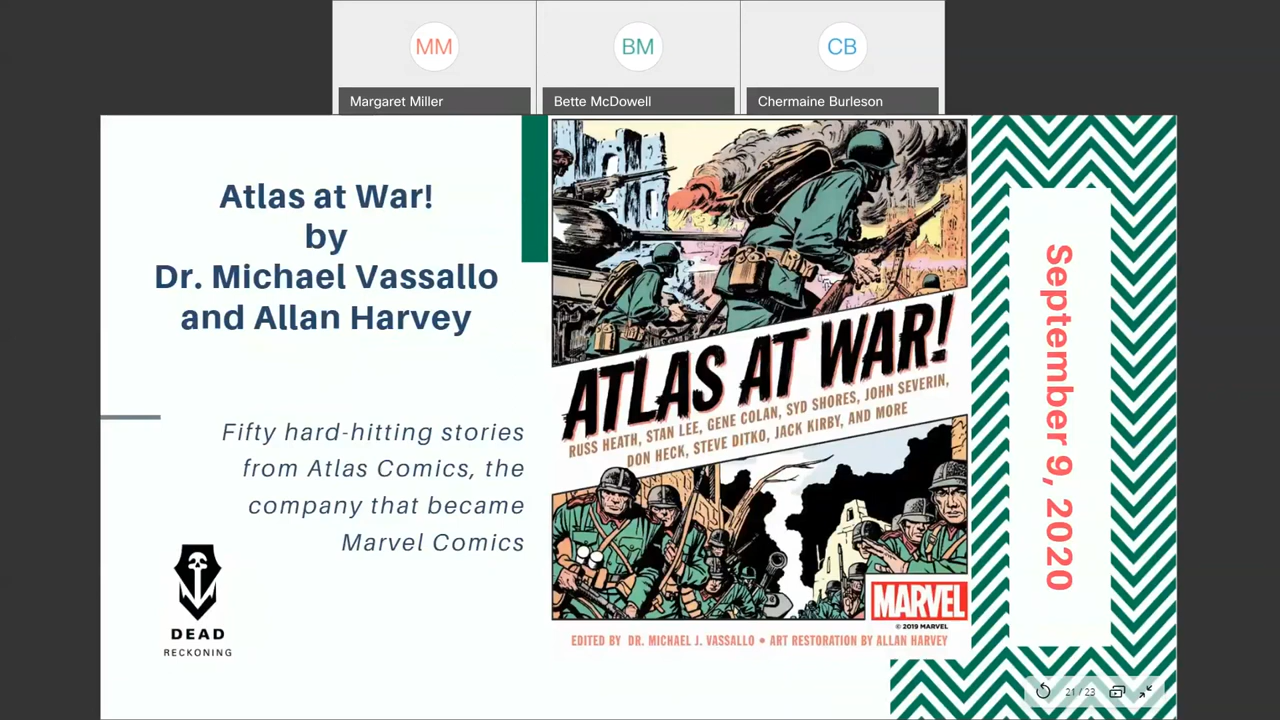 MM
BM
CB
Margaret Miller
Bette McDowell
Chermaine Burleson
Atlas at War!
by
Dr. Michael Vassallo
and Allan Harvey
Fifty hard-hitting stories
from Atlas Comics, the
company that became
Marvel Comics
DEAD
RECKONING
ATLAS AT WAR!
RUSS HEATH, STAN LEE, GENE COLAN, SYD SHORES, JOHN SEVERIN,
DON HECK, STEVE DITKO, JACK KIRBY, AND MORE
MARVEL
© 2019 MARVEL
EDITED BY DR. MICHAEL J. VASSALLO • ART RESTORATION BY ALLAN HARVEY
September 9, 2020
21 / 23